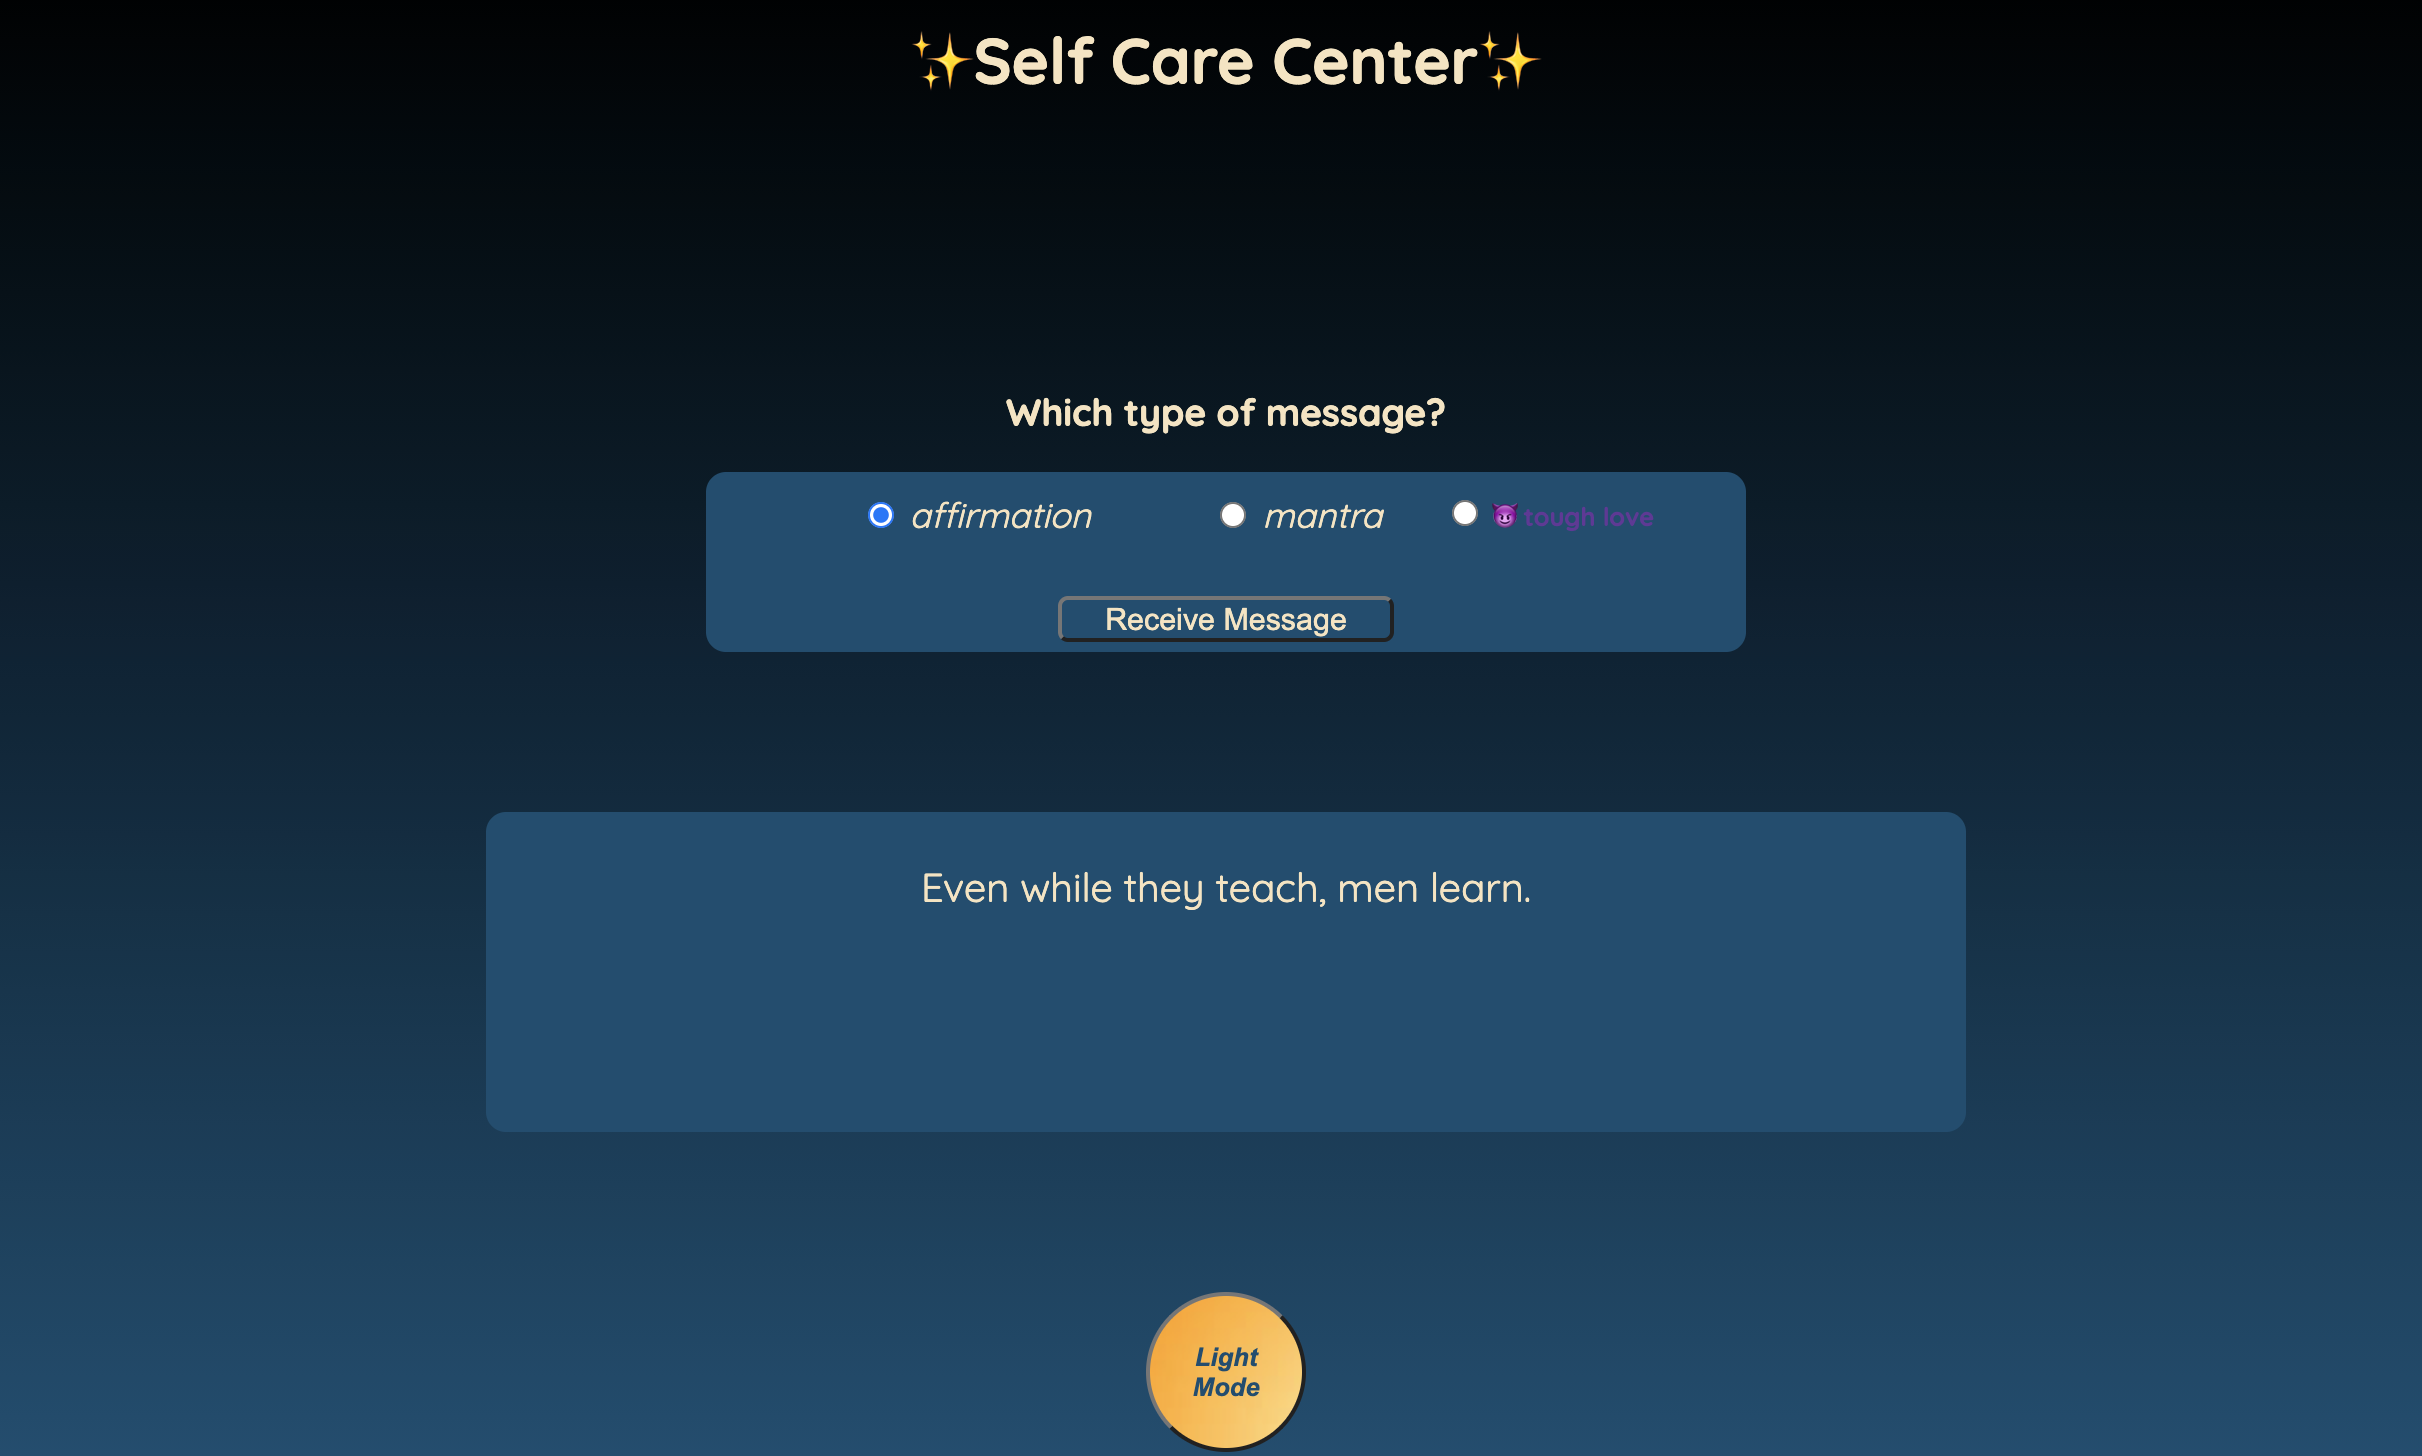 ✨Self Care Center✨
Which type of message?
affirmation mantra 😈tough love
Receive Message
Even while they teach, men learn.
Light
Mode